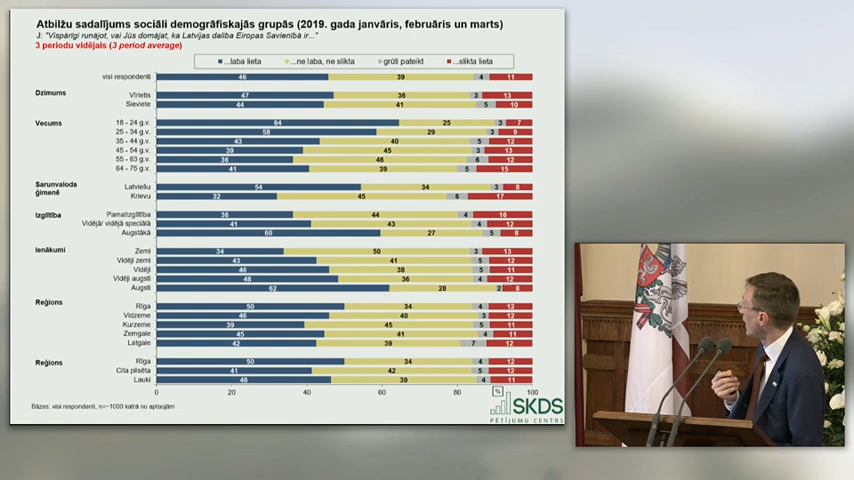 Atbilžu sadalījums sociāli demogrāfiskajās grupās (2019. gada janvāris, februāris un marts)
J: "Vispārīgi runājot, vai Jūs domājat, ka Latvijas dalība Eiropas Savienībā ir..."
3 periodu vidējais (3 period average)
...laba lieta ...ne laba, ne slikta grūti pateikt ...slikta lieta
visi respondenti 46 39 4 11
Dzimums
Vīrietis 47 36 3 13
Sieviete 44 41 5 10
Vecums
18 - 24 g.v. 64 25 3 7
25 - 34 g.v. 58 29 3 9
35 - 44 g.v. 43 40 5 12
45 - 54 g.v. 39 45 3 13
55 - 63 g.v. 36 46 6 12
64 - 75 g.v. 41 39 5 15
Sarunvaloda ģimenē
Latviešu 54 34 3 8
Krievu 32 45 6 17
Izglītība
Pamatizglītība 36 44 4 16
Vidējā/ vidējā speciālā 41 43 4 12
Augstākā 60 27 5 8
Ienākumi
Zemi 34 50 3 13
Vidēji zemi 43 41 5 12
Vidēji 46 38 5 11
Vidēji augsti 48 36 4 12
Augsti 62 28 2 8
Reģions
Rīga 50 34 4 12
Vidzeme 46 40 3 12
Kurzeme 39 45 5 11
Zemgale 45 41 4 11
Latgale 42 39 7 12
Reģions
Rīga 50 34 4 12
Cita pilsēta 41 42 5 12
Lauki 46 39 4 11
0 20 40 60 80 % 100
Bāzes: visi respondenti, n=~1000 katrā no aptaujām
SKDS
PĒTĪJUMU CENTRS